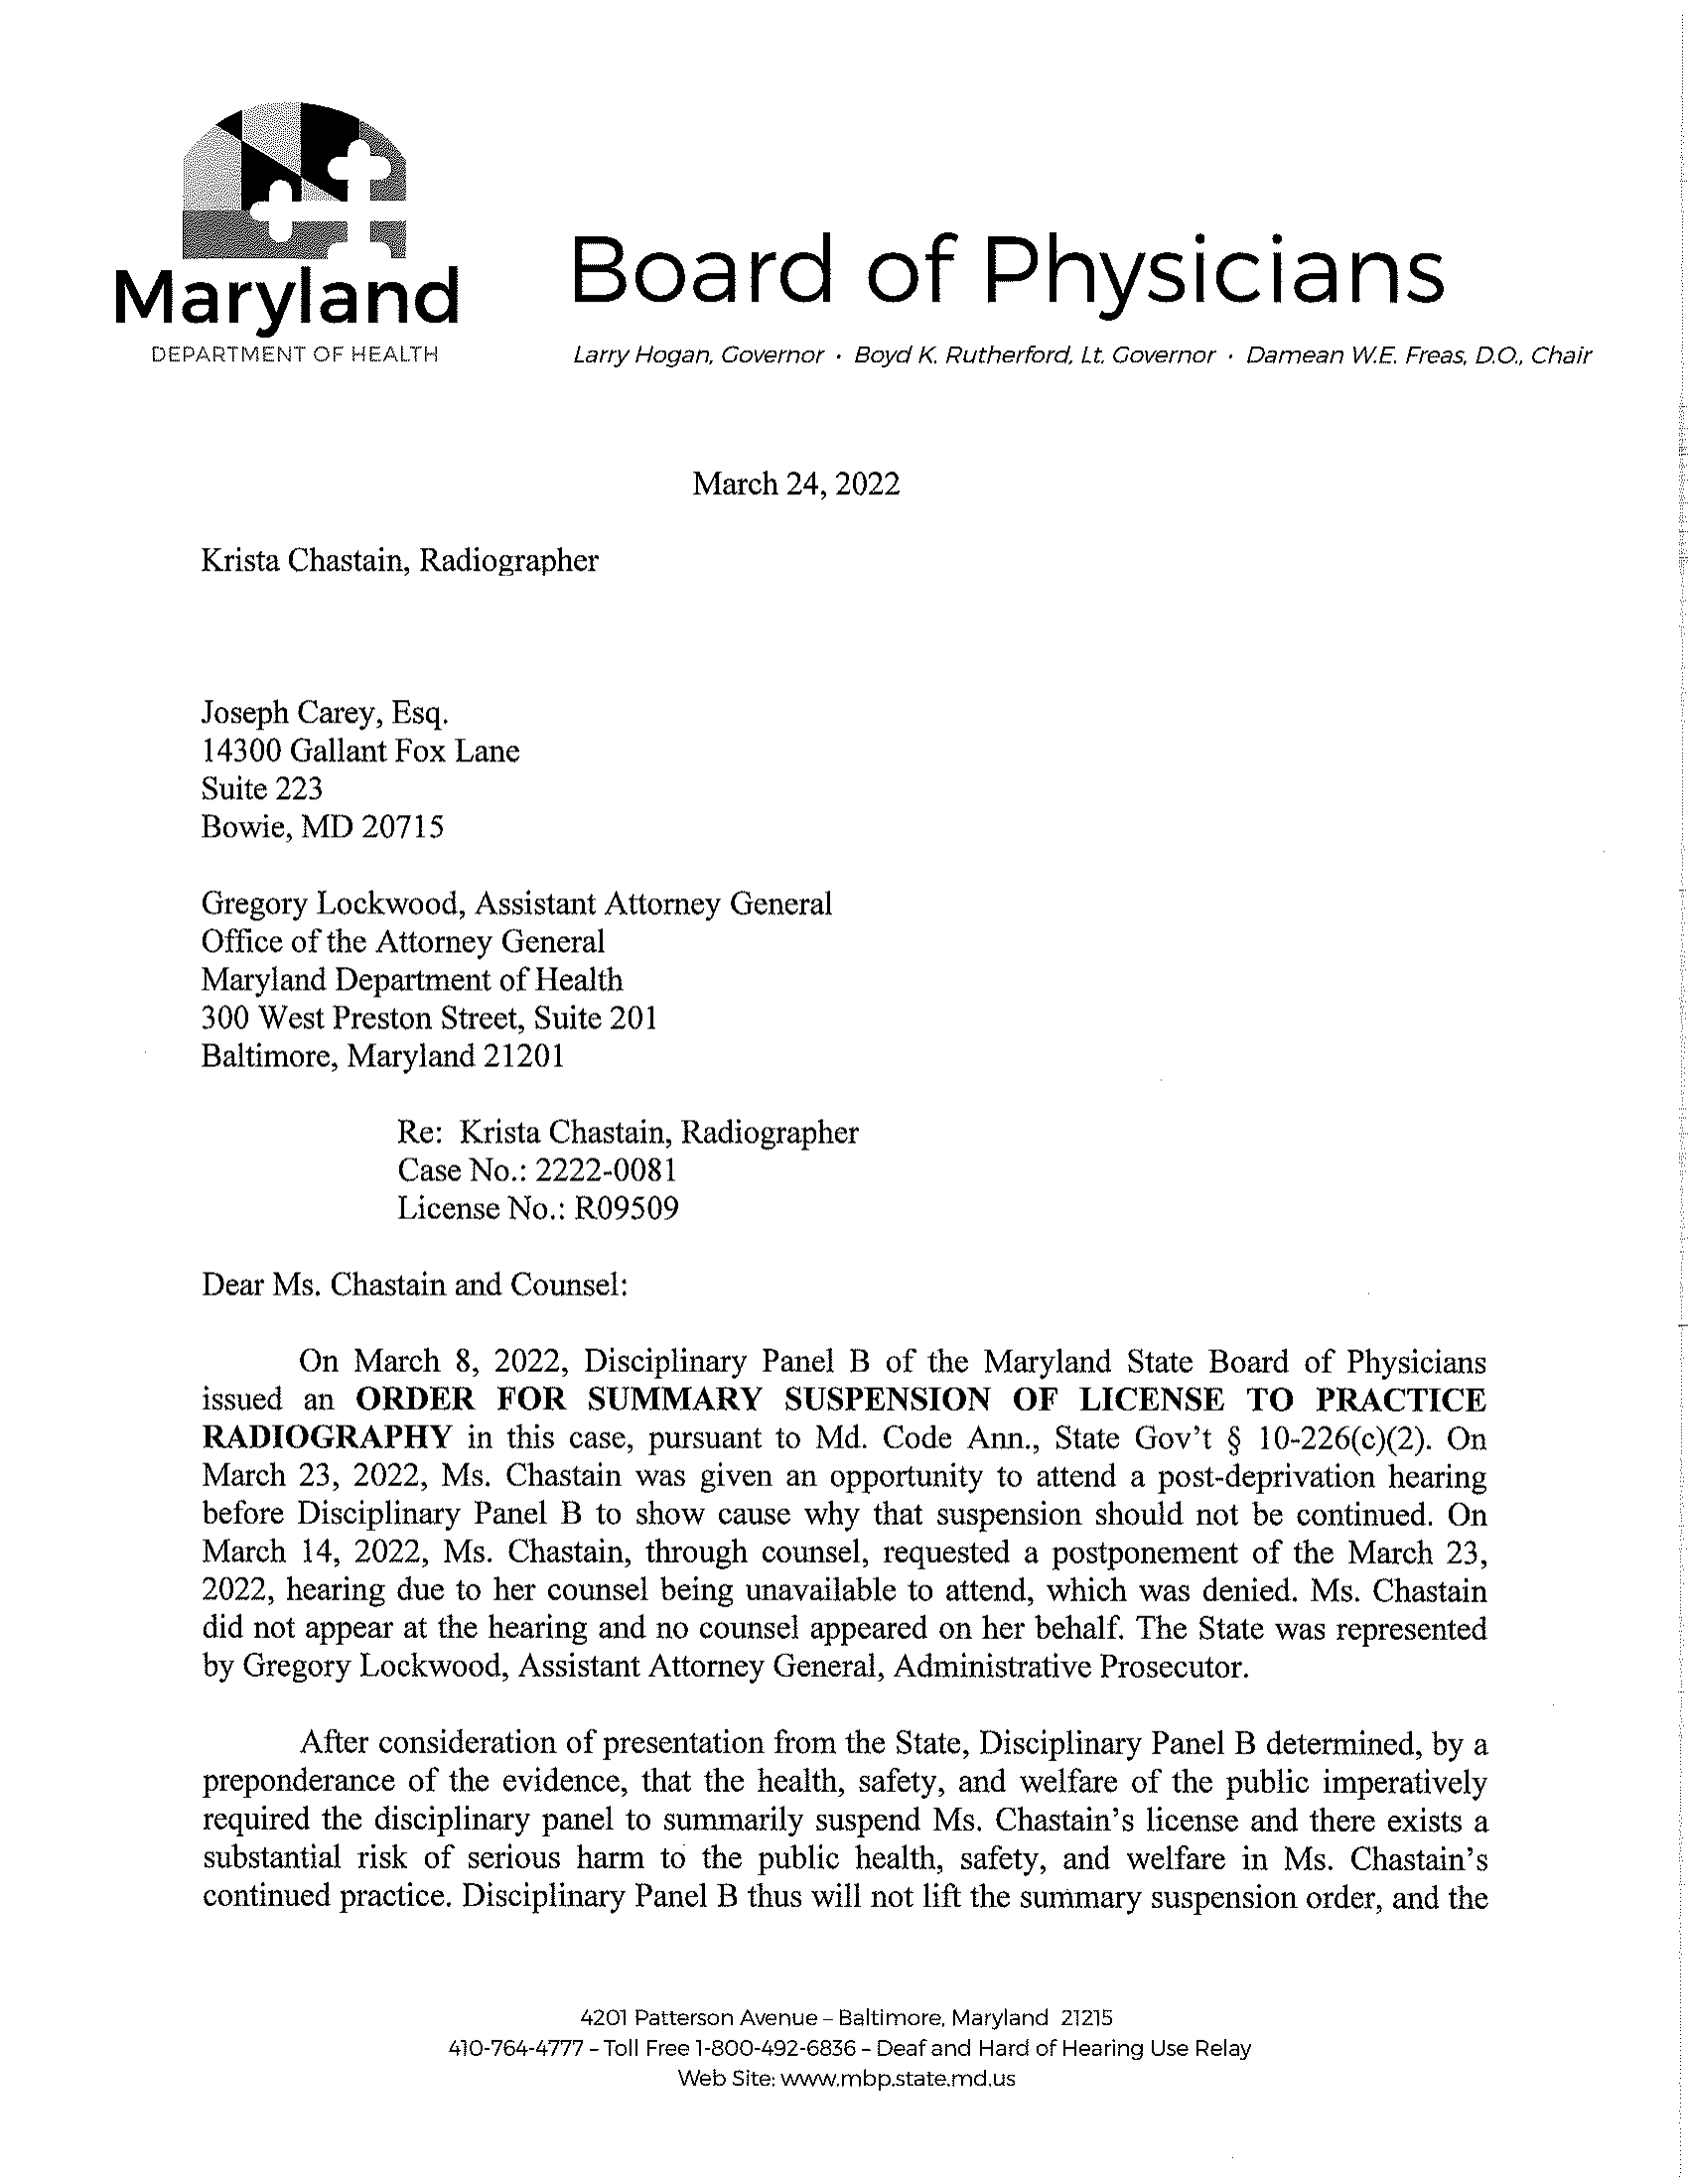 Maryland
DEPARTMENT OF HEALTH
Board of Physicians
Larry Hogan, Governor · Boyd K. Rutherford, Lt. Governor · Damean W.E. Freas, D.O., Chair
March 24, 2022
Krista Chastain, Radiographer
Joseph Carey, Esq.
14300 Gallant Fox Lane
Suite 223
Bowie, MD 20715
Gregory Lockwood, Assistant Attorney General
Office of the Attorney General
Maryland Department of Health
300 West Preston Street, Suite 201
Baltimore, Maryland 21201
Re: Krista Chastain, Radiographer
Case No.: 2222-0081
License No.: R09509
Dear Ms. Chastain and Counsel:
On March 8, 2022, Disciplinary Panel B of the Maryland State Board of Physicians
issued an ORDER FOR SUMMARY SUSPENSION OF LICENSE TO PRACTICE
RADIOGRAPHY in this case, pursuant to Md. Code Ann., State Gov't § 10-226(c)(2). On
March 23, 2022, Ms. Chastain was given an opportunity to attend a post-deprivation hearing
before Disciplinary Panel B to show cause why that suspension should not be continued. On
March 14, 2022, Ms. Chastain, through counsel, requested a postponement of the March 23,
2022, hearing due to her counsel being unavailable to attend, which was denied. Ms. Chastain
did not appear at the hearing and no counsel appeared on her behalf. The State was represented
by Gregory Lockwood, Assistant Attorney General, Administrative Prosecutor.
After consideration of presentation from the State, Disciplinary Panel B determined, by a
preponderance of the evidence, that the health, safety, and welfare of the public imperatively
required the disciplinary panel to summarily suspend Ms. Chastain's license and there exists a
substantial risk of serious harm to the public health, safety, and welfare in Ms. Chastain's
continued practice. Disciplinary Panel B thus will not lift the summary suspension order, and the
4201 Patterson Avenue – Baltimore, Maryland 21215
410-764-4777 – Toll Free 1-800-492-6836 – Deaf and Hard of Hearing Use Relay
Web Site: www.mbp.state.md.us